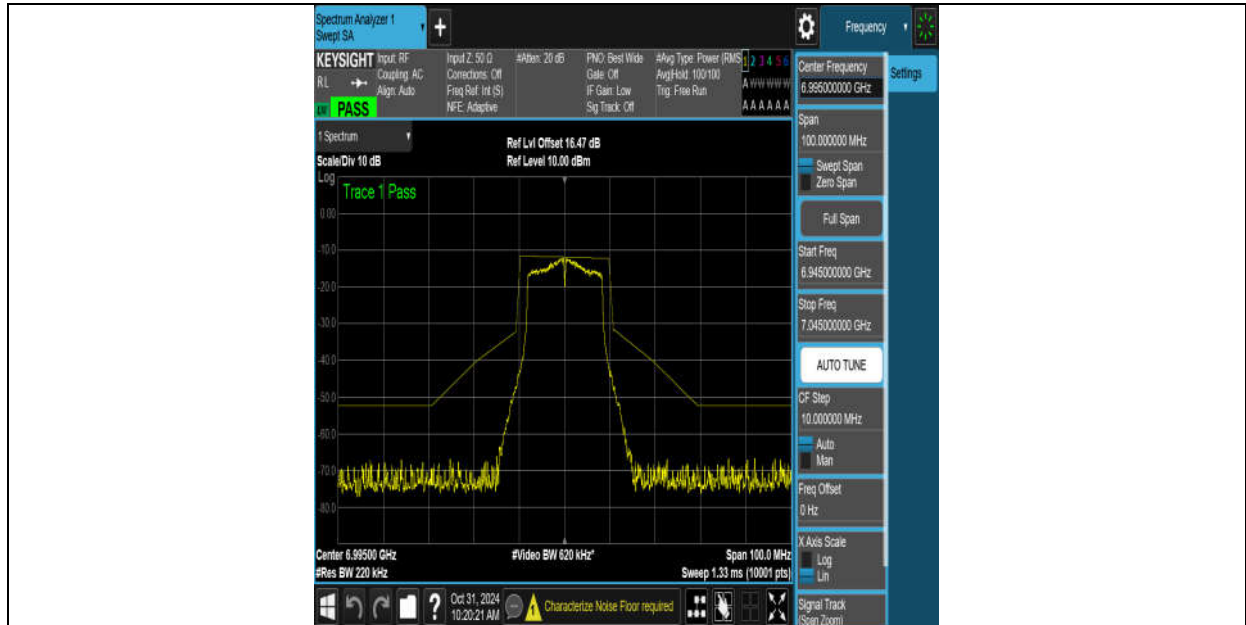 Spectrum Analyzer 1
Swept SA
Frequency
KEYSIGHT
RL
PASS
Input: RF
Coupling: AC
Align: Auto
Input Z: 50 Ω
Corrections: Off
Freq Ref: Int (S)
NFE: Adaptive
#Atten: 20 dB
PNO: Best Wide
Gate: Off
IF Gain: Low
Sig Track: Off
#Avg Type: Power (RMS
Avg|Hold: 100/100
Trig: Free Run
1 2 3 4 5 6
A W W W W W
A A A A A A
1 Spectrum
Scale/Div 10 dB
Ref Lvl Offset 16.47 dB
Ref Level 10.00 dBm
Log
Trace 1 Pass
0.00
-10.0
-20.0
-30.0
-40.0
-50.0
-60.0
-70.0
-80.0
Center 6.99500 GHz
#Res BW 220 kHz
#Video BW 620 kHz*
Span 100.0 MHz
Sweep 1.33 ms (10001 pts)
Oct 31, 2024
10:20:21 AM
Characterize Noise Floor required
Center Frequency
6.995000000 GHz
Settings
Span
100.000000 MHz
Swept Span
Zero Span
Full Span
Start Freq
6.945000000 GHz
Stop Freq
7.045000000 GHz
AUTO TUNE
CF Step
10.000000 MHz
Auto
Man
Freq Offset
0 Hz
X Axis Scale
Log
Lin
Signal Track
(Span Zoom)